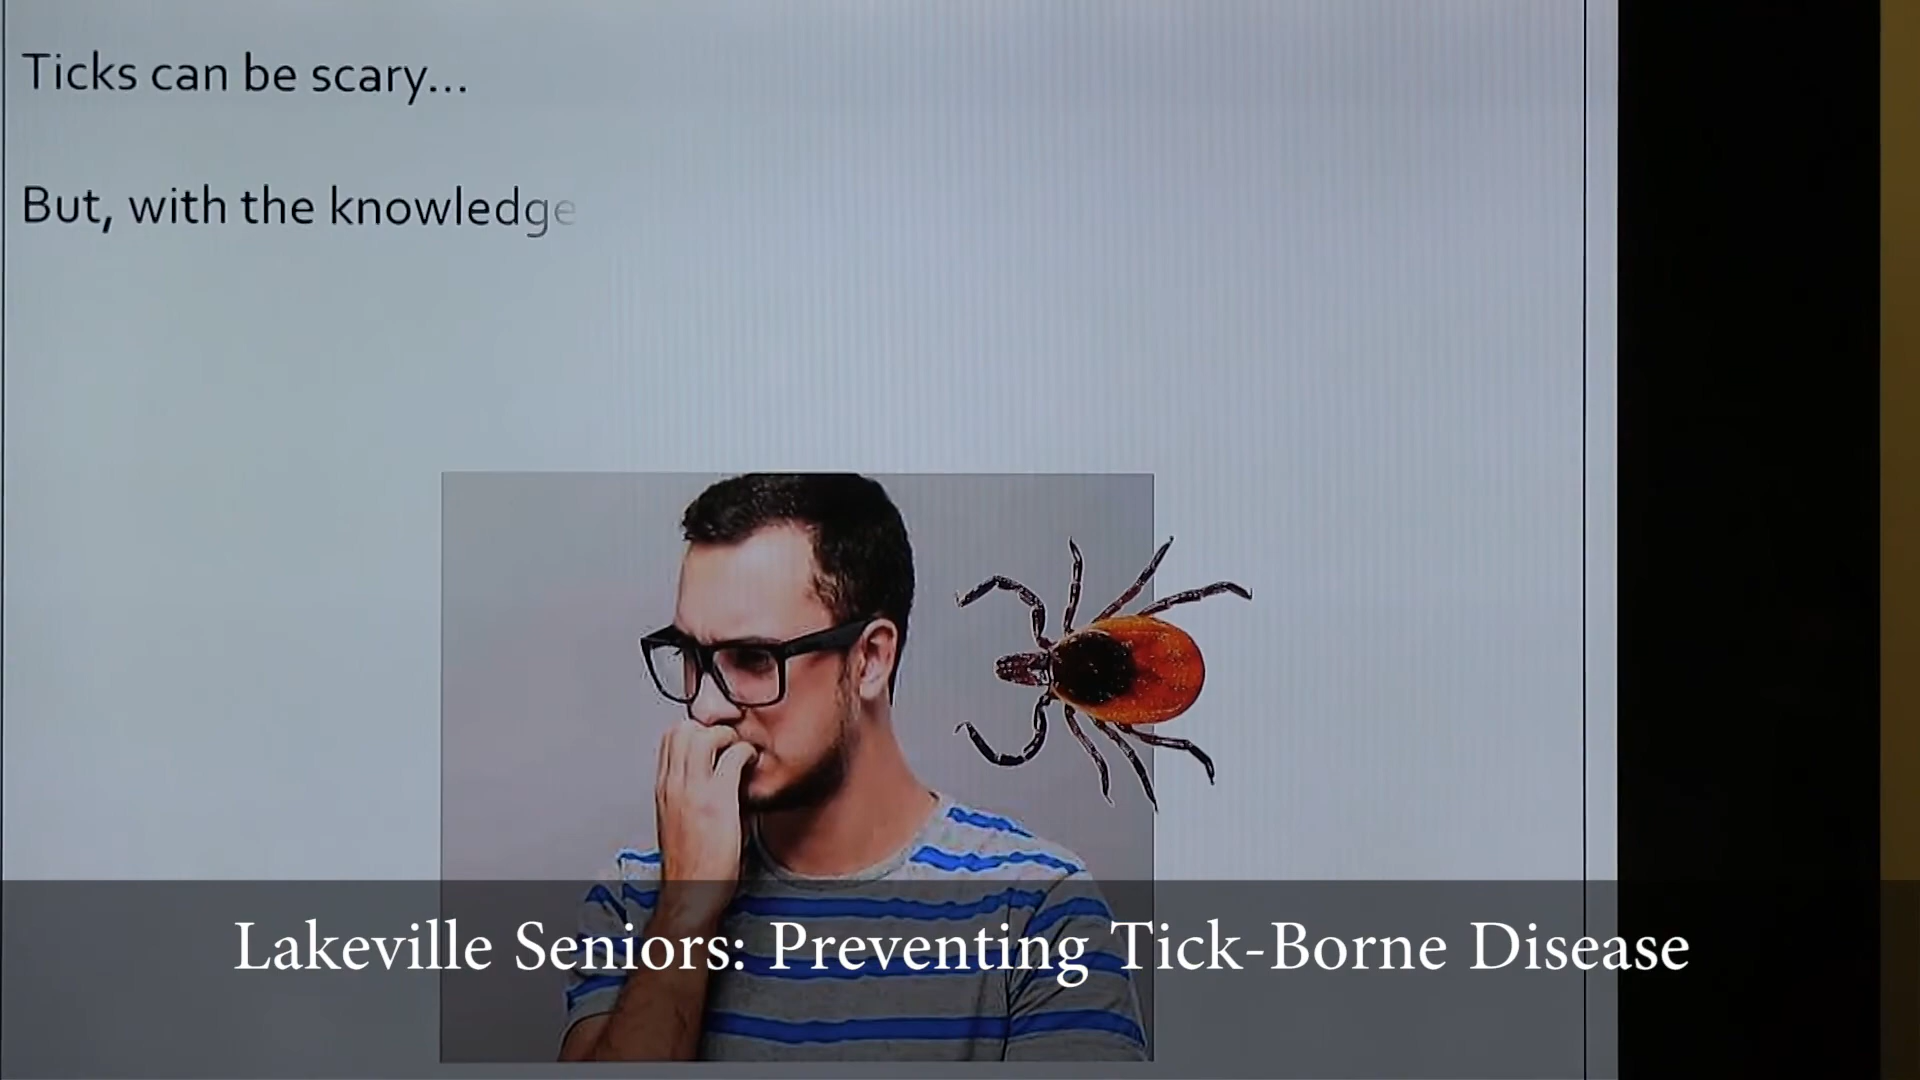 Ticks can be scary...
But, with the knowledge
Lakeville Seniors: Preventing Tick-Borne Disease